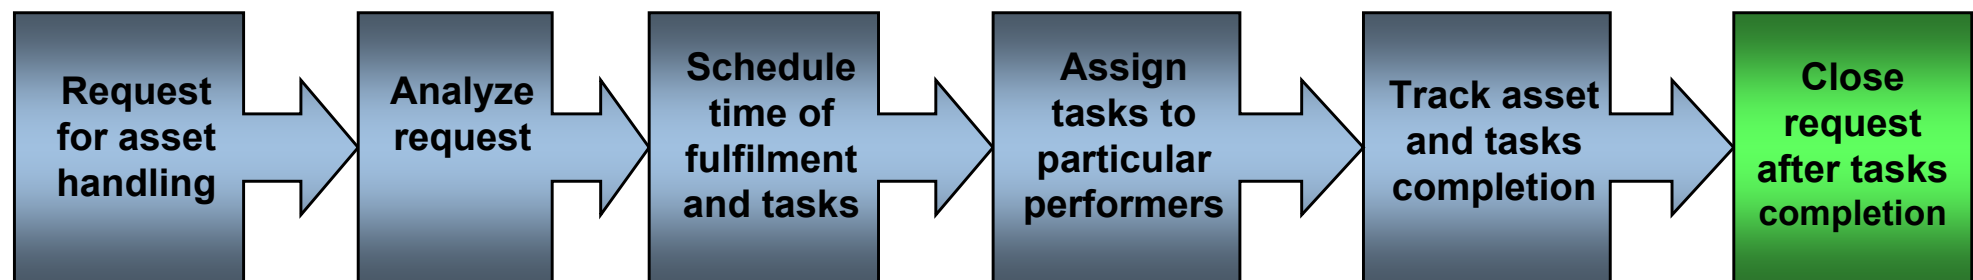 Request
for asset
handling
Analyze
request
Schedule
time of
fulfilment
and tasks
Assign
tasks to
particular
performers
Track asset
and tasks
completion
Close
request
after tasks
completion